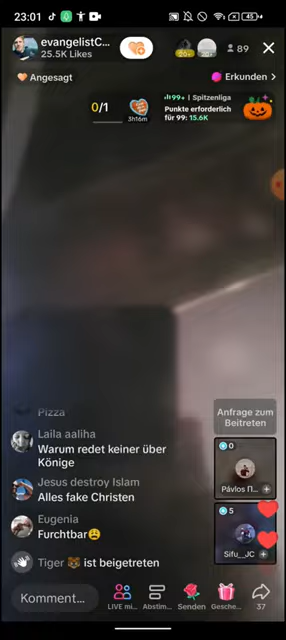 23:01
45
evangelistC...
25.5K Likes
89
Angesagt
Erkunden
0/1
3h16m
99+ | Spitzenliga
Punkte erforderlich
für 99: 15.6K
Pizza
Laila aaliha
Warum redet keiner über
Könige
Jesus destroy Islam
Alles fake Christen
Eugenia
Furchtbar😩
Tiger 🐯 ist beigetreten
Anfrage zum
Beitreten
0
Pávlos Π...
5
Sifu__JC
Komment...
LIVE mi...
Abstim...
Senden
Gesche...
37